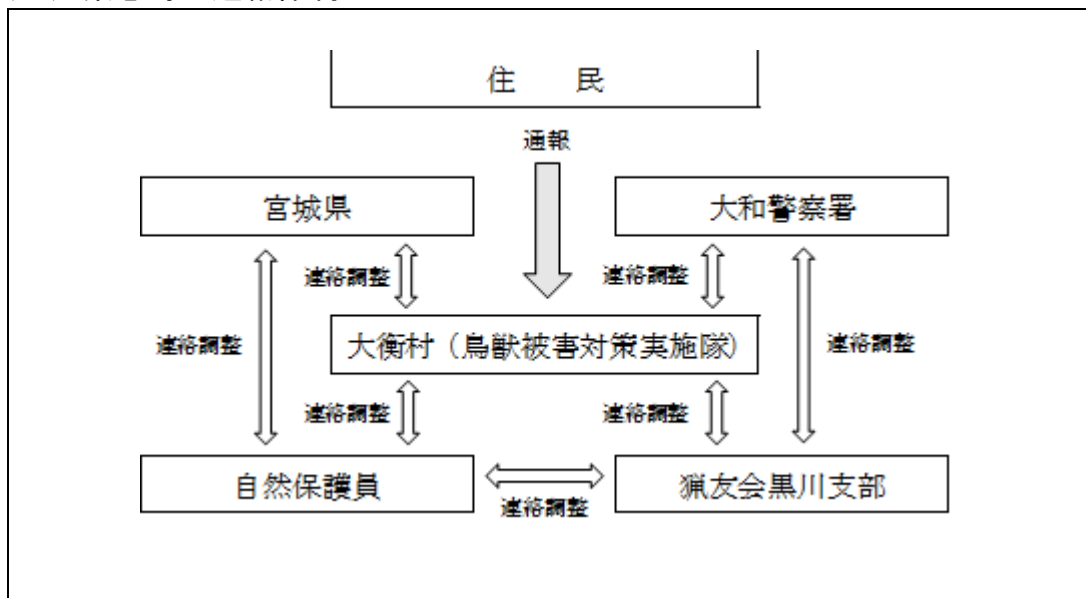 住　民
通報
宮城県
大和警察署
連絡調整
連絡調整
大衡村（鳥獣被害対策実施隊）
連絡調整
連絡調整
連絡調整
連絡調整
自然保護員
猟友会黒川支部
連絡調整